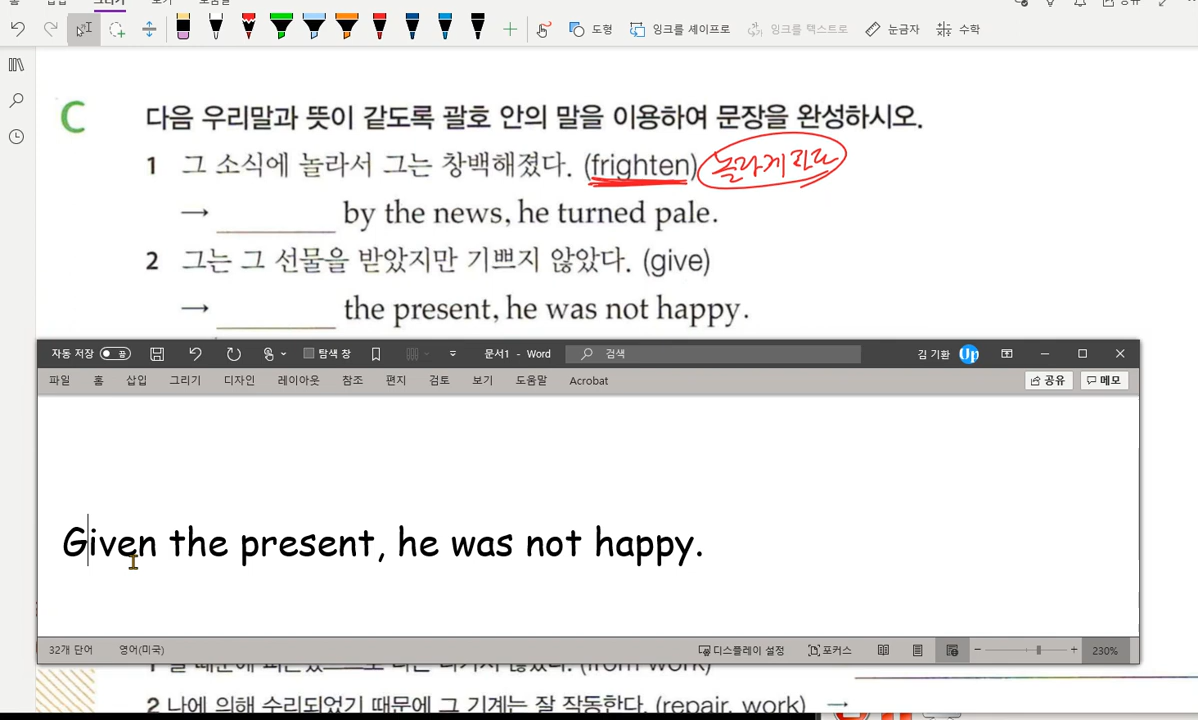 도형 잉크를 셰이프로 잉크를 텍스트로 눈금자 수학
C 다음 우리말과 뜻이 같도록 괄호 안의 말을 이용하여 문장을 완성하시오.
1 그 소식에 놀라서 그는 창백해졌다. (frighten) 놀라게 하다
→ ________ by the news, he turned pale.
2 그는 그 선물을 받았지만 기쁘지 않았다. (give)
→ ________ the present, he was not happy.
자동 저장 끔 탐색 창 문서1 - Word 검색 김 기환 Up
파일 홈 삽입 그리기 디자인 레이아웃 참조 편지 검토 보기 도움말 Acrobat 공유 메모
Given the present, he was not happy.
32개 단어 영어(미국) 디스플레이 설정 포커스 230%
2 나에 의해 수리되었기 때문에 그 기계는 잘 작동한다. (repair, work) →